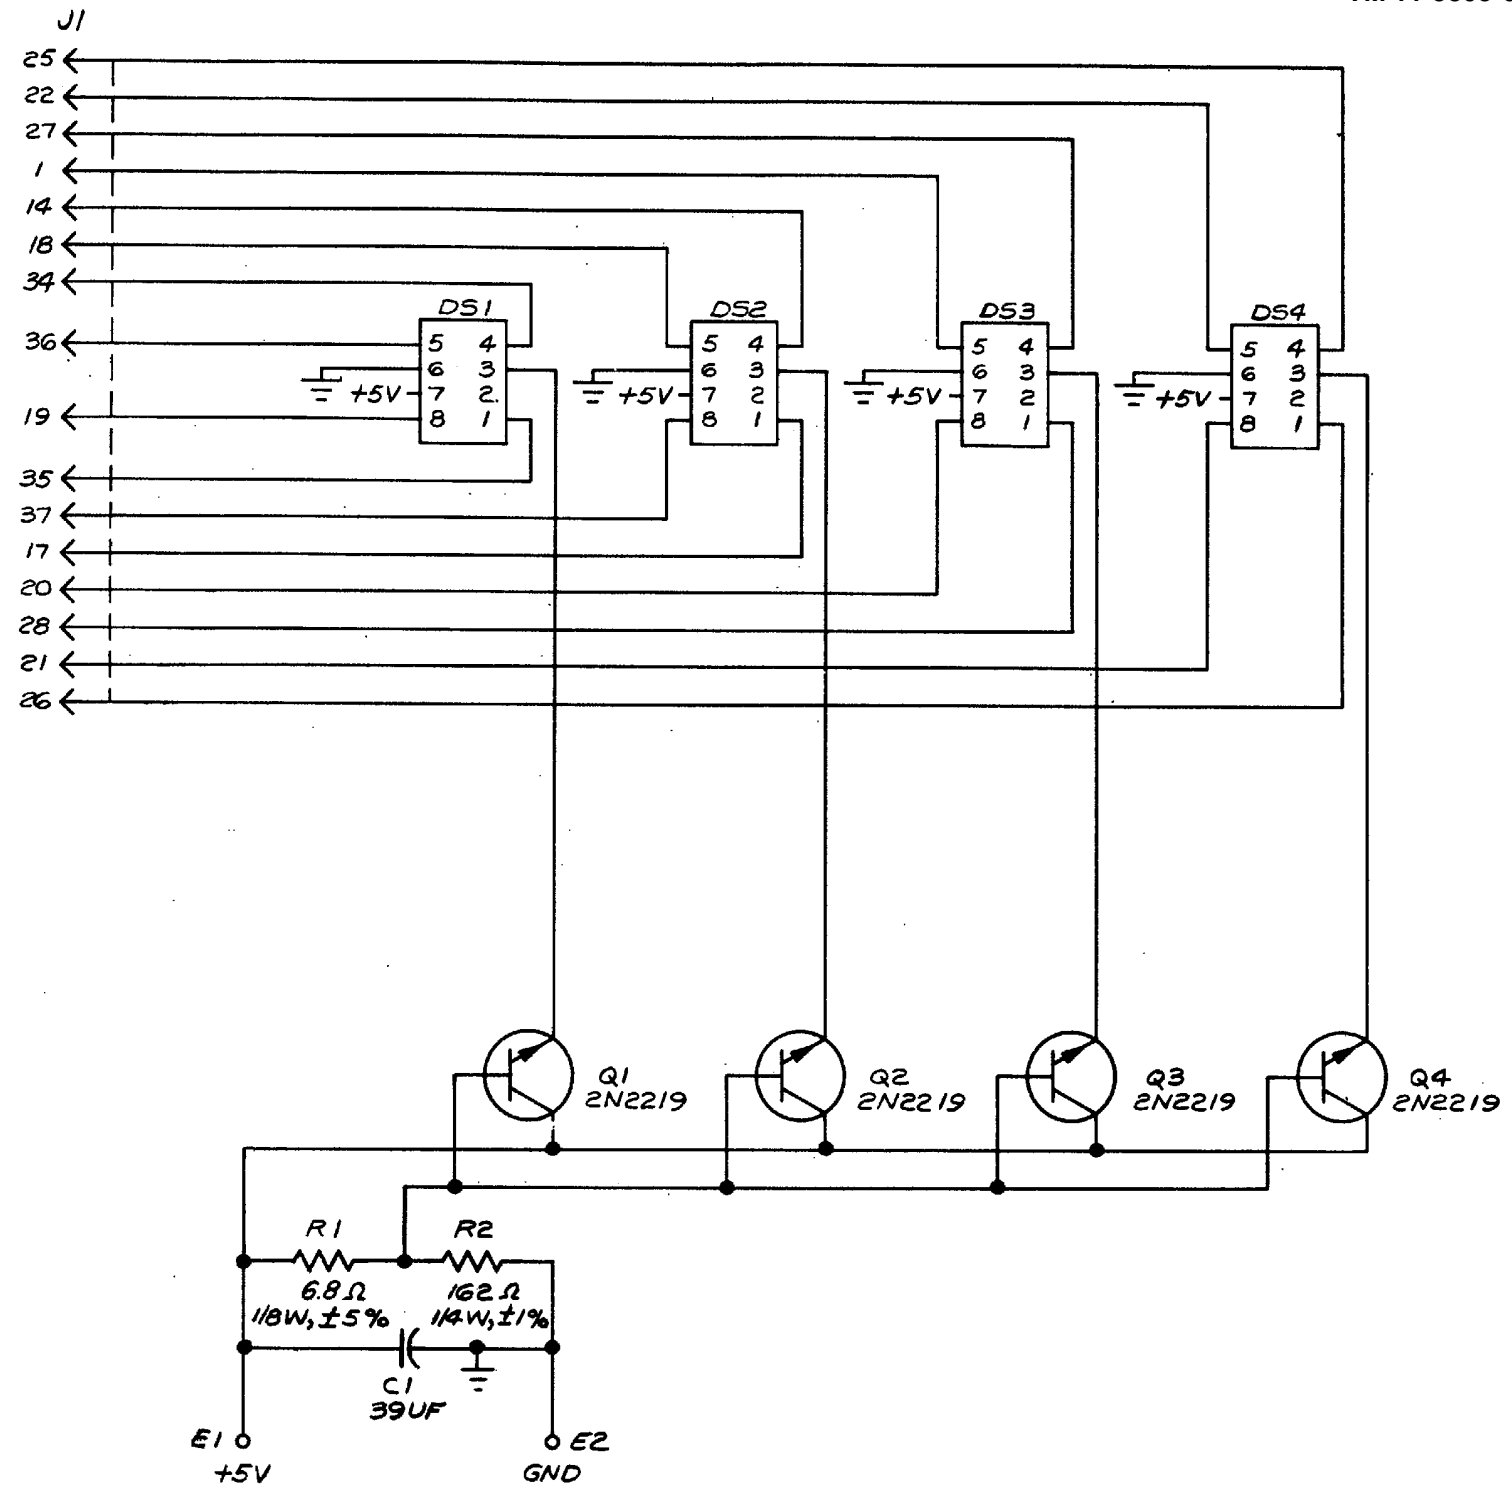 J1
25
22
27
1
14
18
34
36
19
35
37
17
20
28
21
26
DS1
5 4
6 3
+5V 7 2.
8 1
DS2
5 4
6 3
+5V 7 2
8 1
DS3
5 4
6 3
+5V 7 2
8 1
DS4
5 4
6 3
+5V 7 2
8 1
Q1
2N2219
Q2
2N2219
Q3
2N2219
Q4
2N2219
R1
6.8Ω
1/8W, ±5%
R2
162Ω
1/4W, ±1%
C1
39UF
E1
+5V
E2
GND